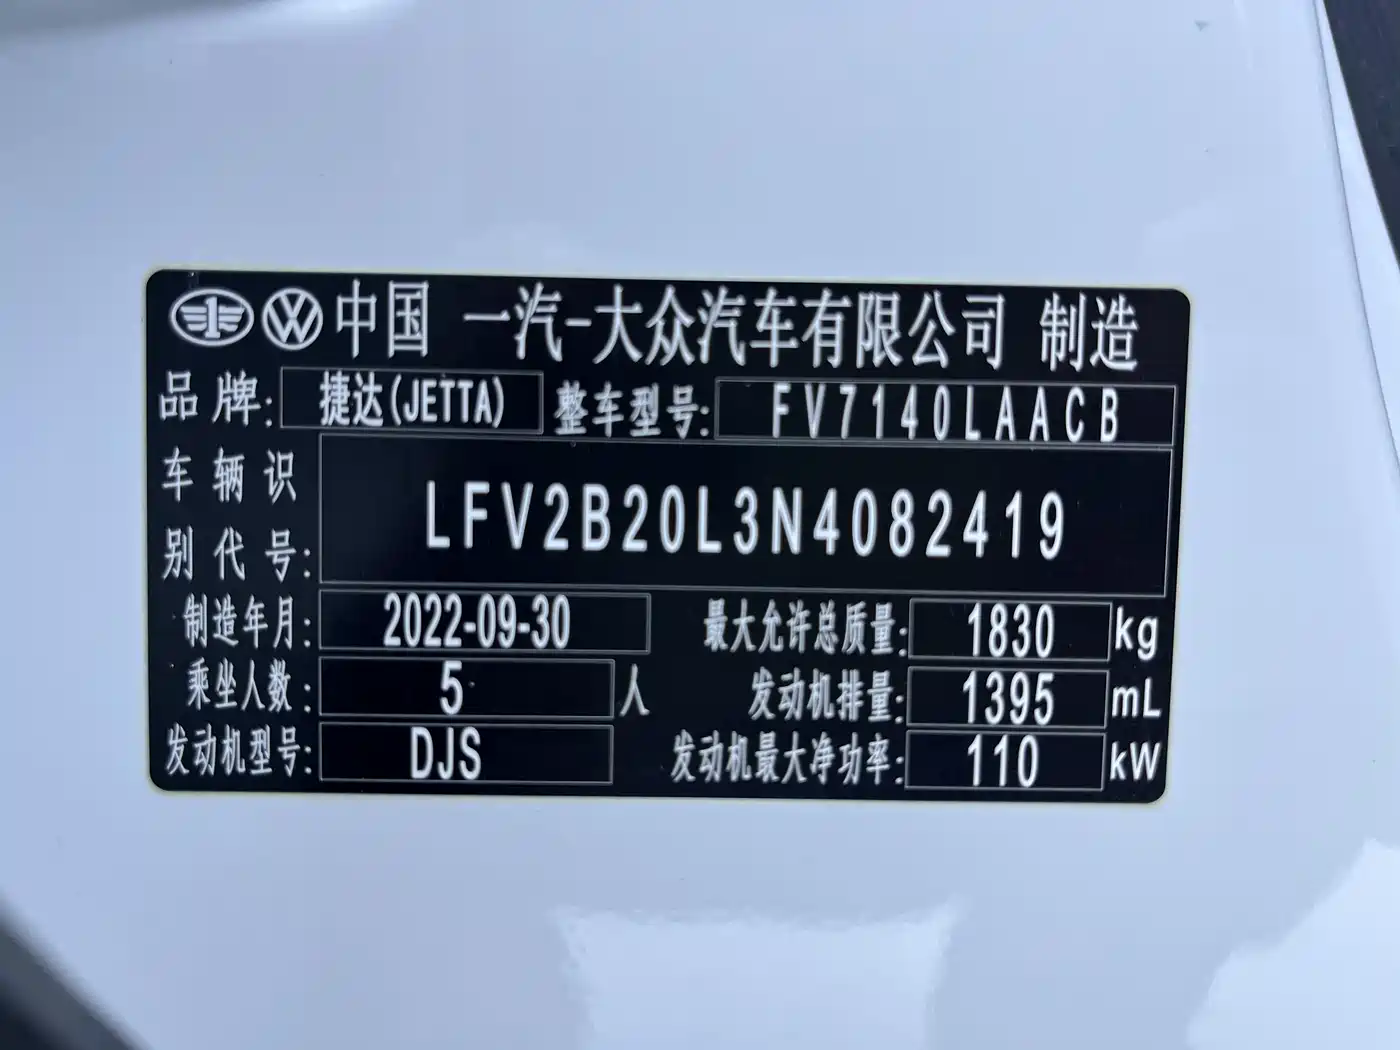 中国 一汽-大众汽车有限公司 制造
品牌: 捷达(JETTA) 整车型号: FV7140LAACB
车辆识别代号: LFV2B20L3N4082419
制造年月: 2022-09-30 最大允许总质量: 1830 kg
乘坐人数: 5 人 发动机排量: 1395 mL
发动机型号: DJS 发动机最大净功率: 110 kW